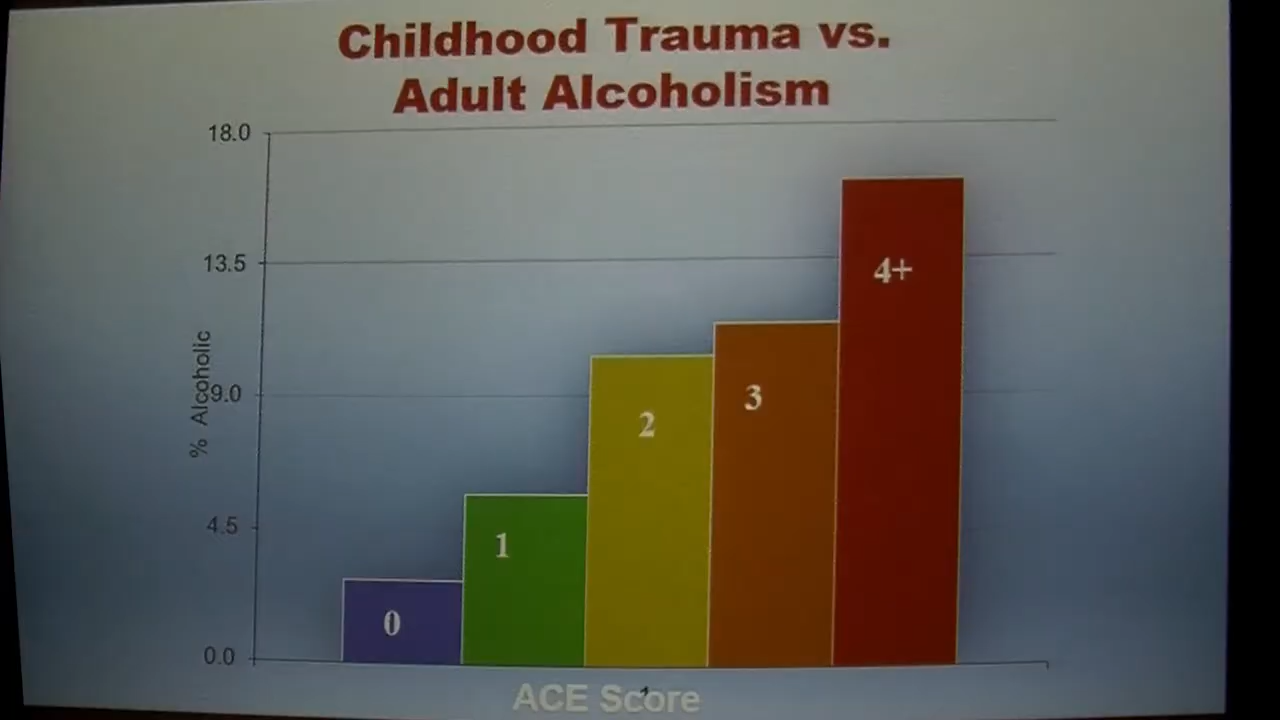 Childhood Trauma vs.
Adult Alcoholism
18.0
13.5
9.0
4.5
0.0
% Alcoholic
0
1
2
3
4+
ACE Score